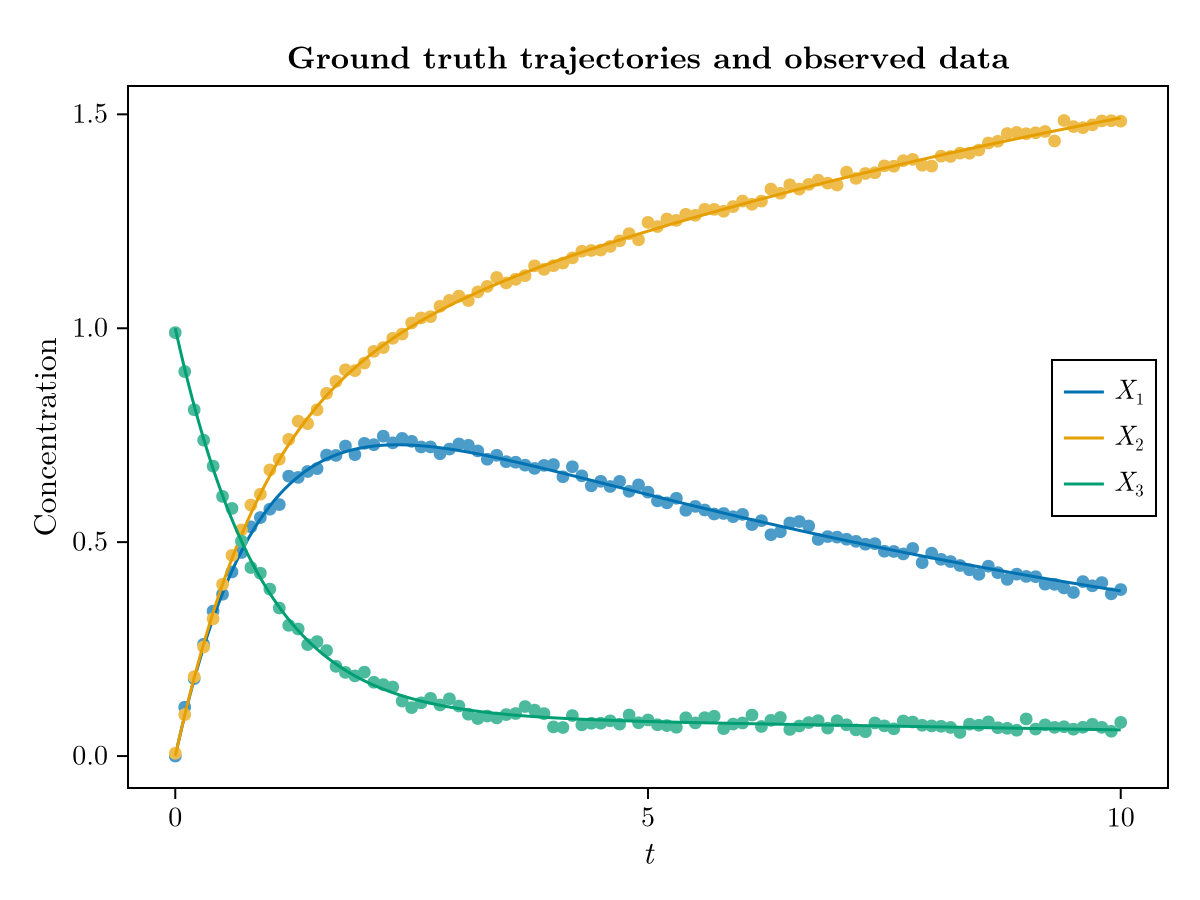 Ground truth trajectories and observed data
Concentration
1.5
1.0
0.5
0.0
0
5
10
t
X₁
X₂
X₃